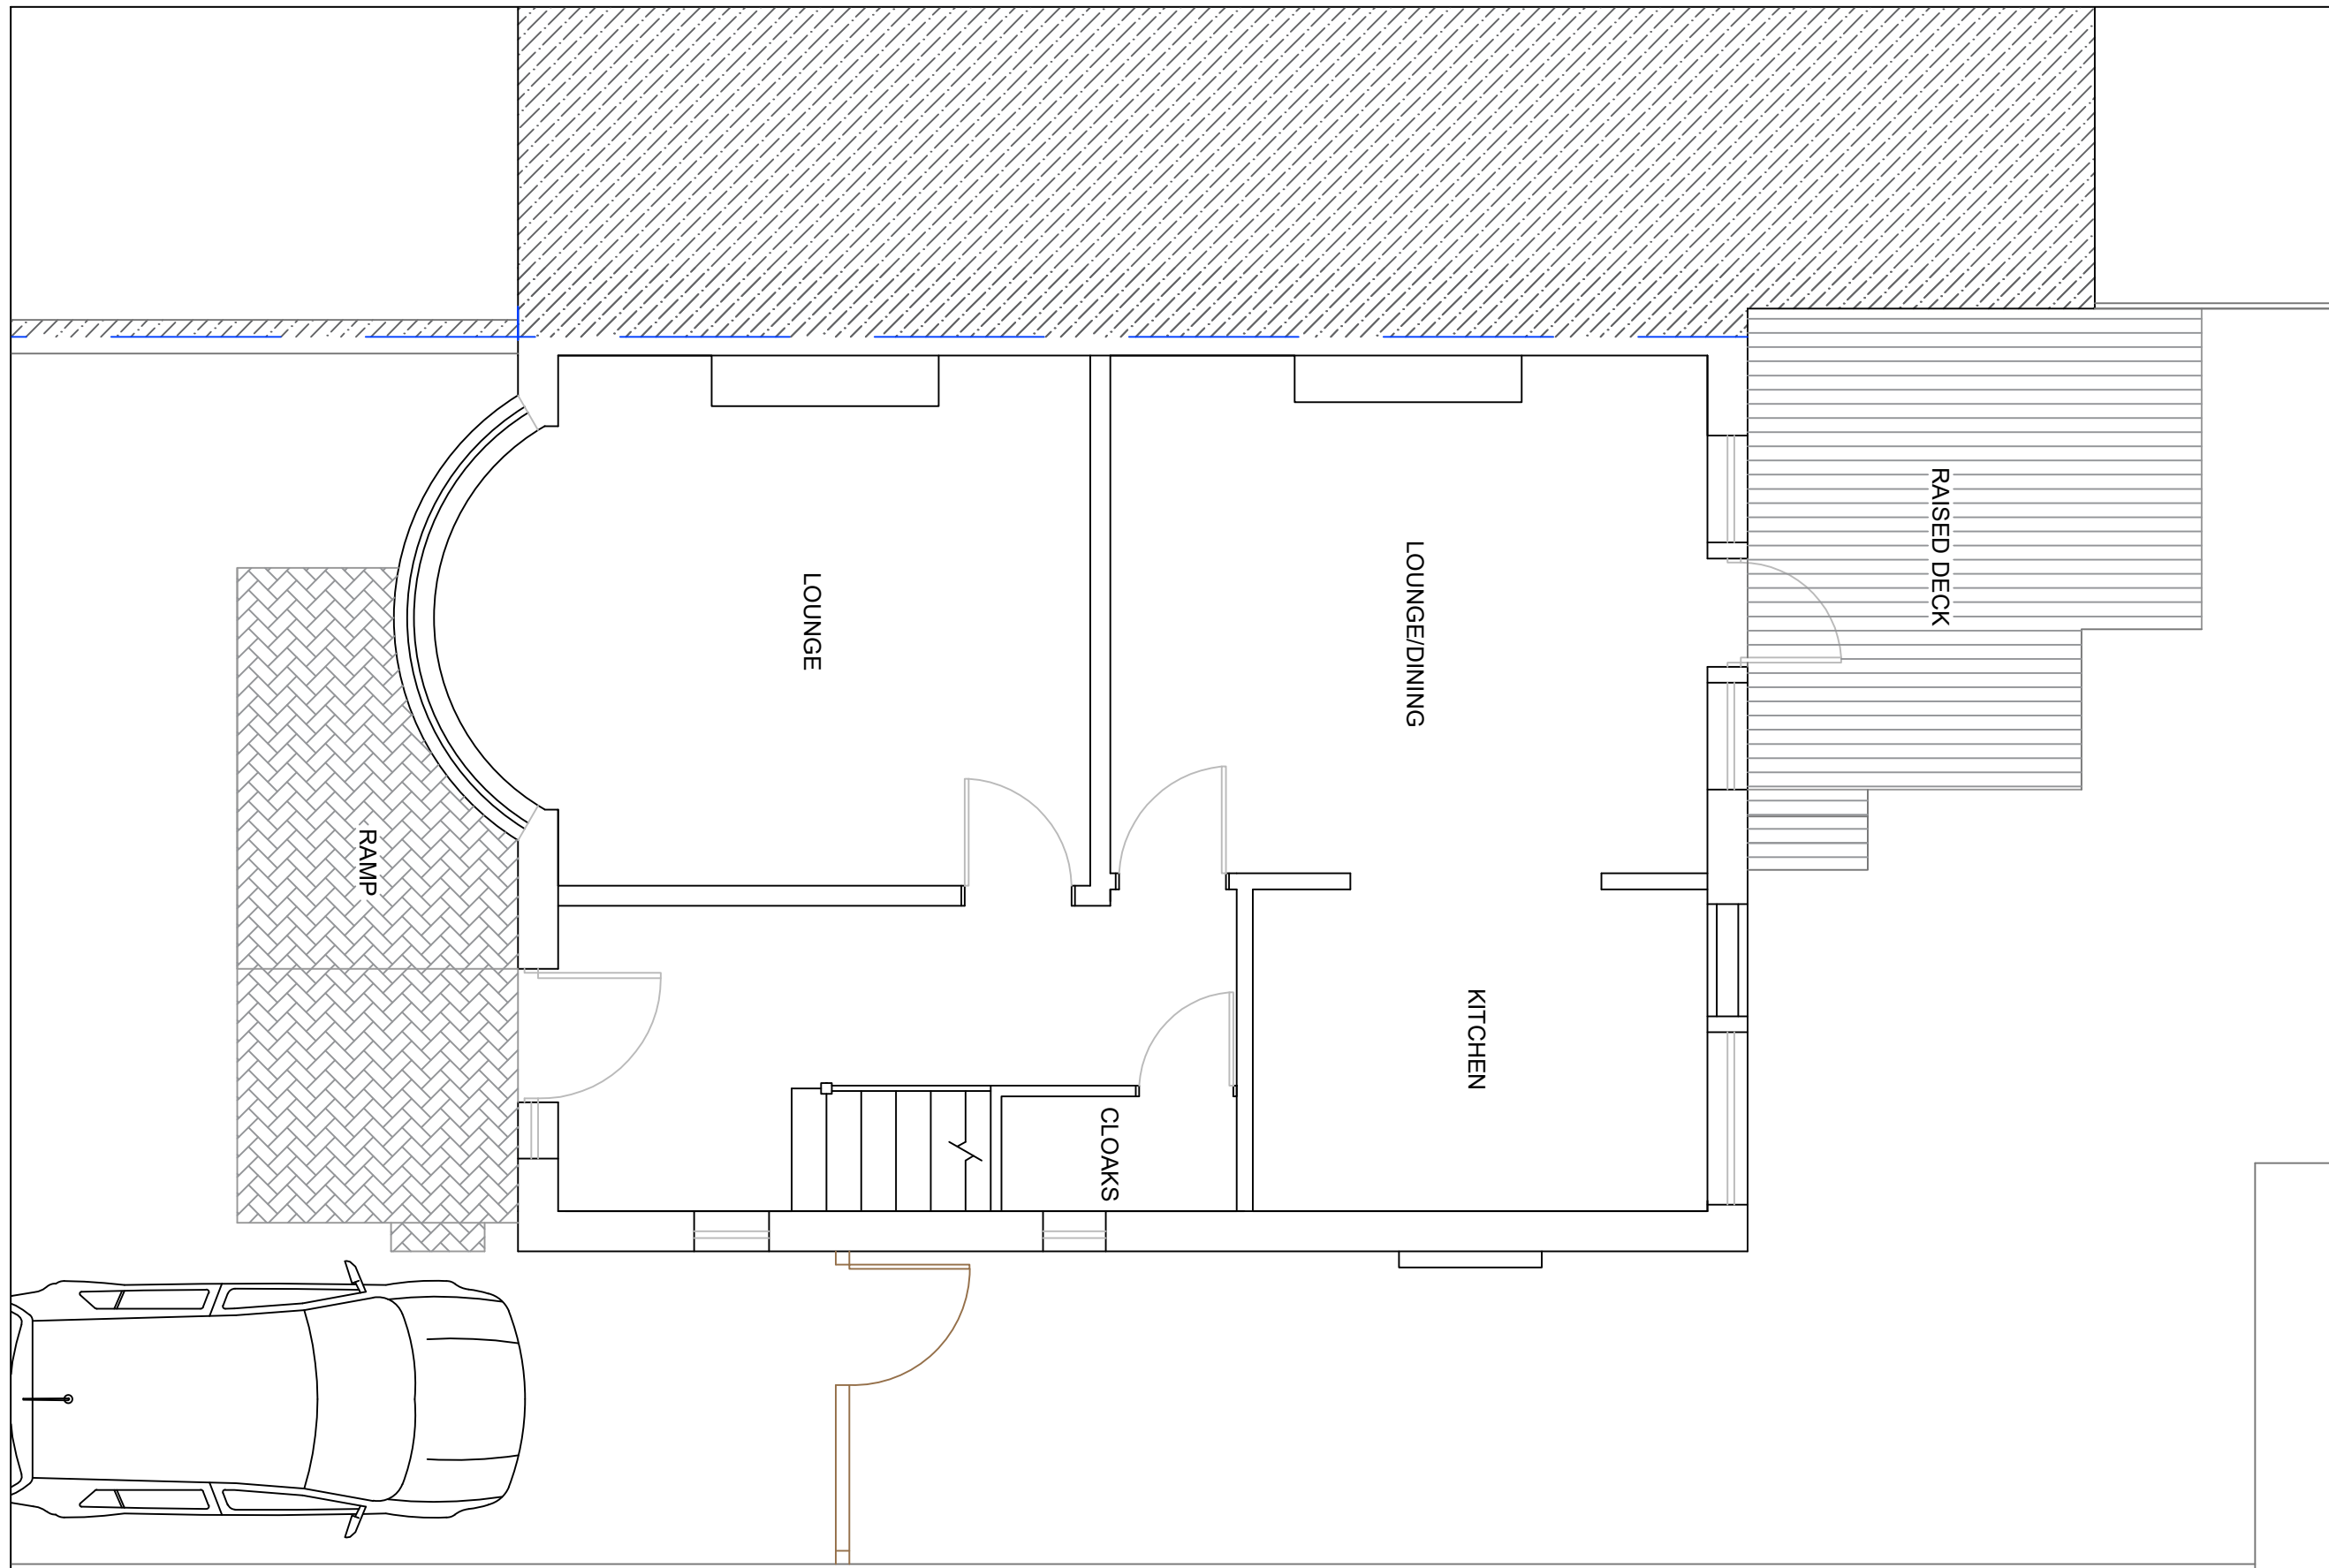 RAISED DECK
LOUNGE/DINING
LOUNGE
RAMP
KITCHEN
CLOAKS